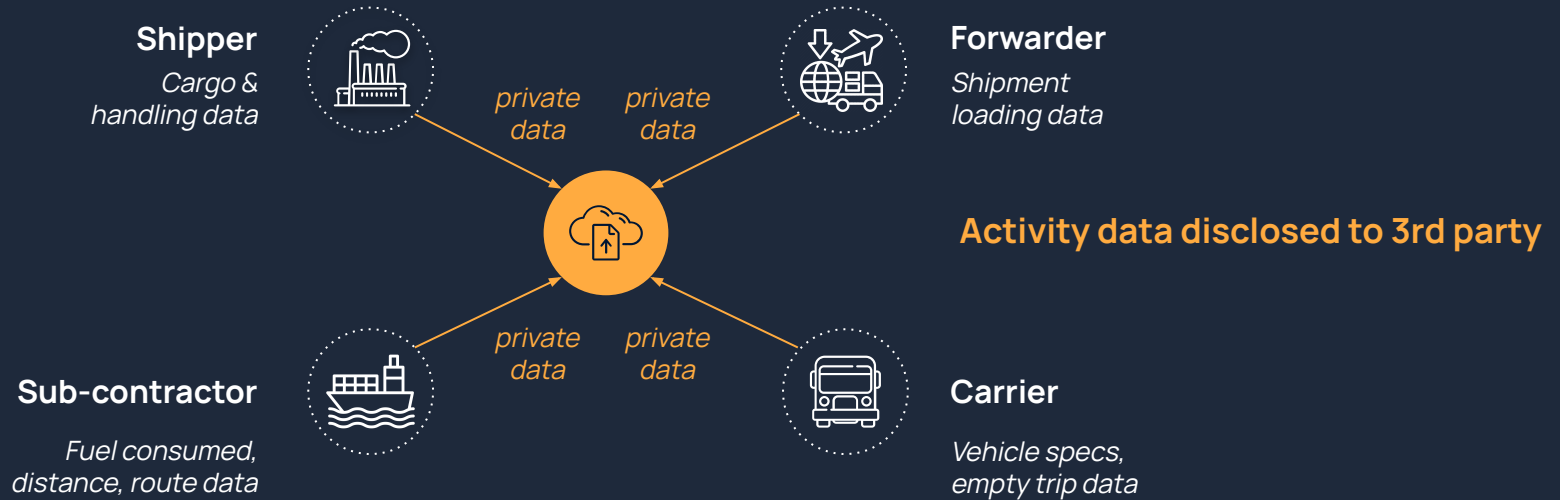 Shipper
Cargo &
handling data
private
data
private
data
Forwarder
Shipment
loading data
Activity data disclosed to 3rd party
Sub-contractor
Fuel consumed,
distance, route data
private
data
private
data
Carrier
Vehicle specs,
empty trip data